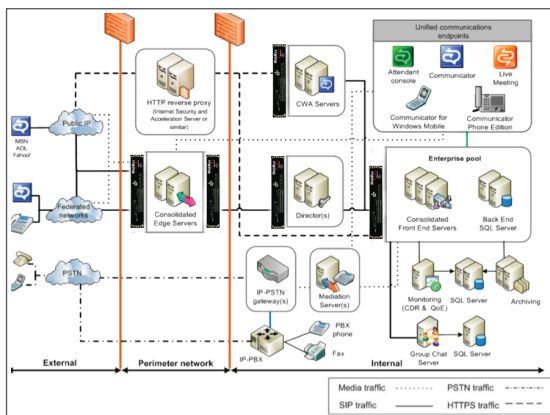 Unified communications
endpoints
Attendant
console
Communicator
Live
Meeting
Communicator for
Windows Mobile
Communicator
Phone Edition
HTTP reverse proxy
(Internet Security and
Acceleration Server or
similar)
CWA Servers
Public IP
MSN
AOL
Yahoo!
Enterprise pool
Federated
networks
Consolidated
Edge Servers
Director(s)
Consolidated
Front End Servers
Back End
SQL Server
PSTN
IP-PSTN
gateway(s)
Mediation
Server(s)
Monitoring
(CDR & QoE)
SQL Server
Archiving
IP-PBX
PBX
phone
Fax
Group Chat
Server
SQL Server
External
Perimeter network
Internal
Media traffic
PSTN traffic
SIP traffic
HTTPS traffic